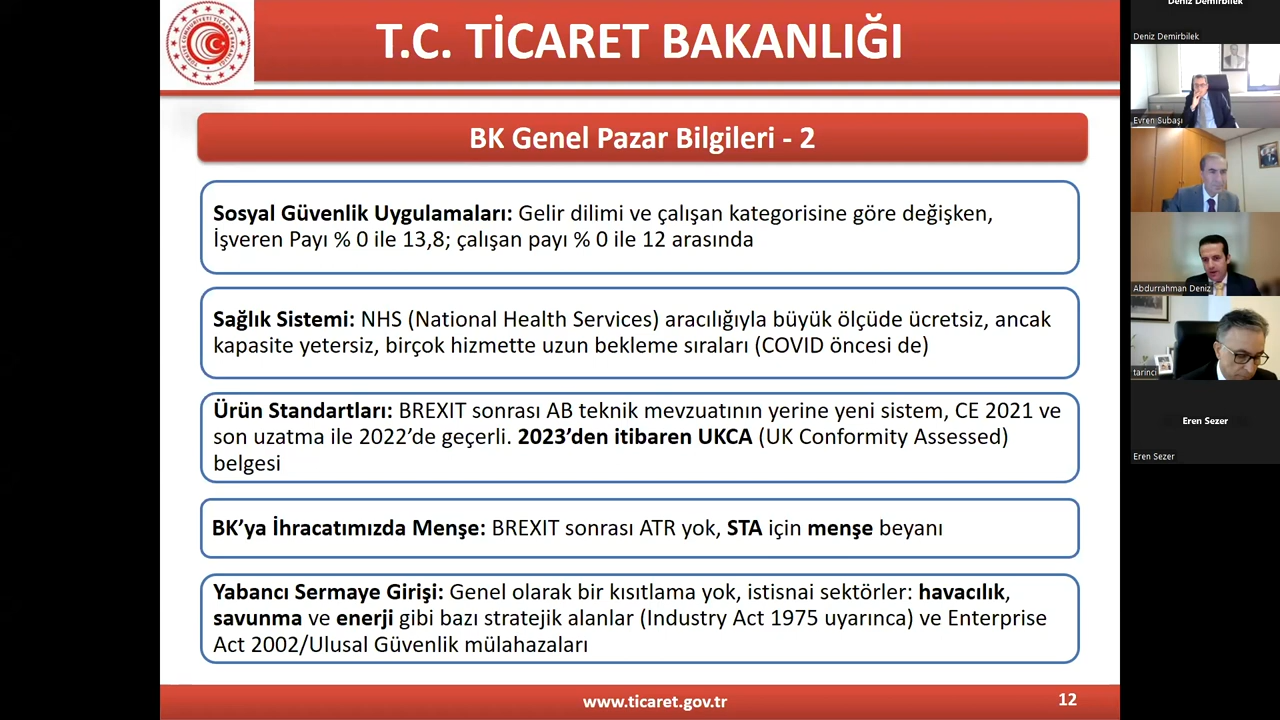 T.C. TİCARET BAKANLIĞI
BK Genel Pazar Bilgileri - 2
Sosyal Güvenlik Uygulamaları: Gelir dilimi ve çalışan kategorisine göre değişken,
İşveren Payı % 0 ile 13,8; çalışan payı % 0 ile 12 arasında
Sağlık Sistemi: NHS (National Health Services) aracılığıyla büyük ölçüde ücretsiz, ancak
kapasite yetersiz, birçok hizmette uzun bekleme sıraları (COVID öncesi de)
Ürün Standartları: BREXIT sonrası AB teknik mevzuatının yerine yeni sistem, CE 2021 ve
son uzatma ile 2022’de geçerli. 2023’den itibaren UKCA (UK Conformity Assessed)
belgesi
BK’ya İhracatımızda Menşe: BREXIT sonrası ATR yok, STA için menşe beyanı
Yabancı Sermaye Girişi: Genel olarak bir kısıtlama yok, istisnai sektörler: havacılık,
savunma ve enerji gibi bazı stratejik alanlar (Industry Act 1975 uyarınca) ve Enterprise
Act 2002/Ulusal Güvenlik mülahazaları
www.ticaret.gov.tr
12
Deniz Demirbilek
Deniz Demirbilek
Evren Subaşı
Abdurrahman Deniz
tarinci
Eren Sezer
Eren Sezer